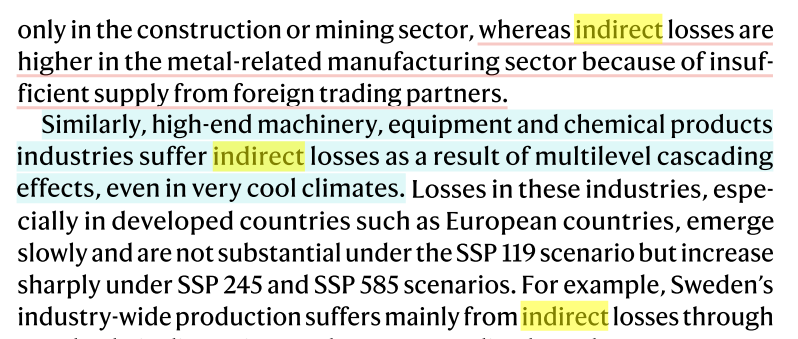 only in the construction or mining sector, whereas indirect losses are
higher in the metal-related manufacturing sector because of insuf-
ficient supply from foreign trading partners.
Similarly, high-end machinery, equipment and chemical products
industries suffer indirect losses as a result of multilevel cascading
effects, even in very cool climates. Losses in these industries, espe-
cially in developed countries such as European countries, emerge
slowly and are not substantial under the SSP 119 scenario but increase
sharply under SSP 245 and SSP 585 scenarios. For example, Sweden’s
industry-wide production suffers mainly from indirect losses through